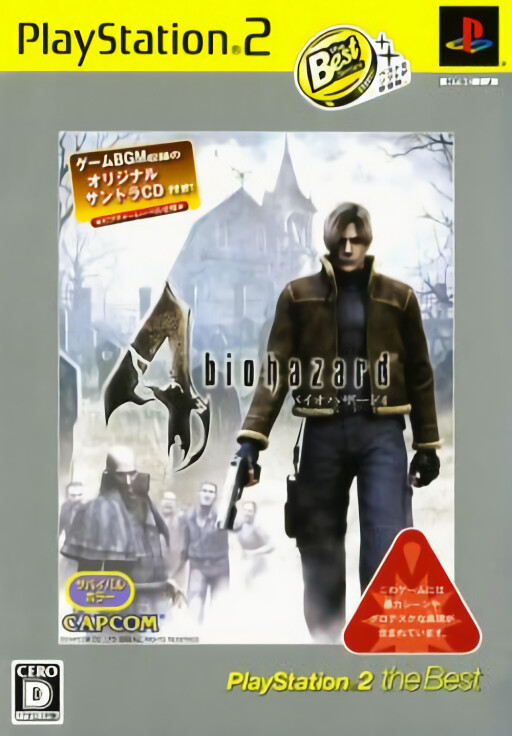 PlayStation®2
the
Best
ゲームBGM収録の
オリジナル
サントラCD 付き!
4
biohazard
バイオハザード4
サバイバル
ホラー
CAPCOM
このゲームには
暴力シーンや
グロテスクな表現が
含まれています。
CERO
D
PlayStation®2 the Best